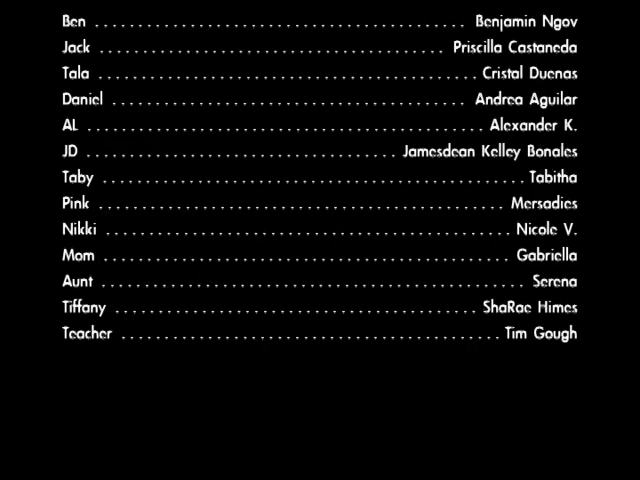 Ben ........................................... Benjamin Ngov
Jack ........................................ Priscilla Castaneda
Tala ............................................. Cristal Duenas
Daniel ......................................... Andrea Aguilar
AL .............................................. Alexander K.
JD .................................... Jamesdean Kelley Bonales
Taby ................................................. Tabitha
Pink ............................................... Mersadies
Nikki ............................................... Nicole V.
Mom ................................................ Gabriella
Aunt ................................................. Serena
Tiffany .......................................... ShaRae Himes
Teacher ............................................ Tim Gough